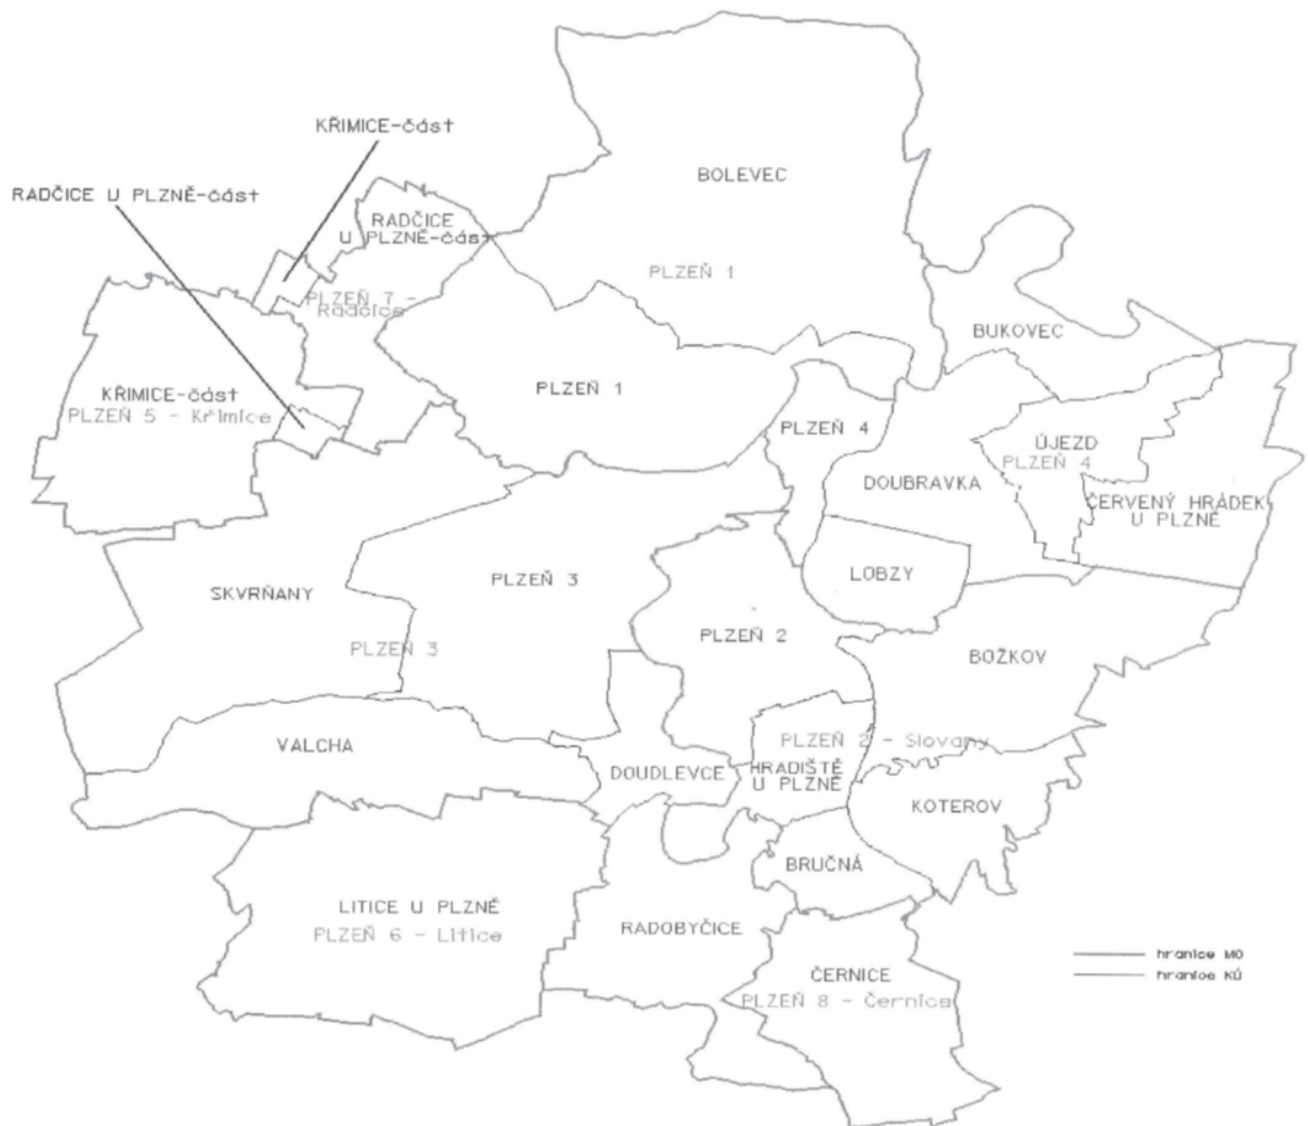 KŘIMICE-část
BOLEVEC
RADČICE U PLZNĚ-část
RADČICE
U PLZNĚ-část
PLZEŇ 1
PLZEŇ 7 -
Radčice
BUKOVEC
KŘIMICE-část
PLZEŇ 5 - Křimice
PLZEŇ 1
PLZEŇ 4
ÚJEZD
PLZEŇ 4
DOUBRAVKA
ČERVENÝ HRÁDEK
U PLZNĚ
SKVRŇANY
PLZEŇ 3
LOBZY
PLZEŇ 3
PLZEŇ 2
BOŽKOV
VALCHA
PLZEŇ 2 - Slovany
DOUDLEVCE
HRADIŠTĚ
U PLZNĚ
KOTEROV
BRUČNÁ
LITICE U PLZNĚ
PLZEŇ 6 - Litice
RADOBYČICE
ČERNICE
PLZEŇ 8 - Černice
hranice MO
hranice KÚ